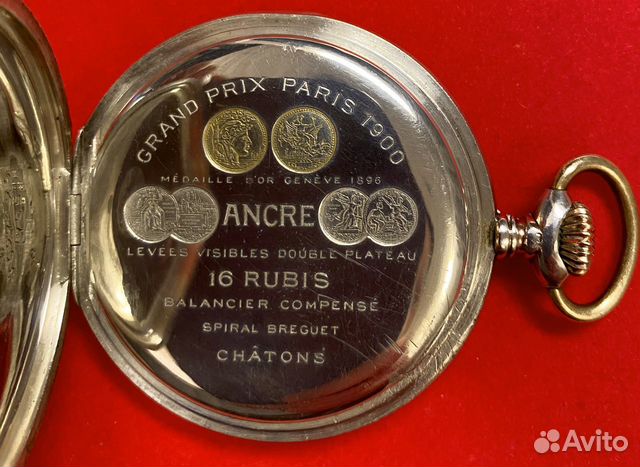 GRAND PRIX PARIS 1900
MÉDAILLE D'OR GENÈVE 1896
ANCRE
LEVÉES VISIBLES DOUBLE PLATEAU
16 RUBIS
BALANCIER COMPENSÉ
SPIRAL BREGUET
CHÂTONS
Avito